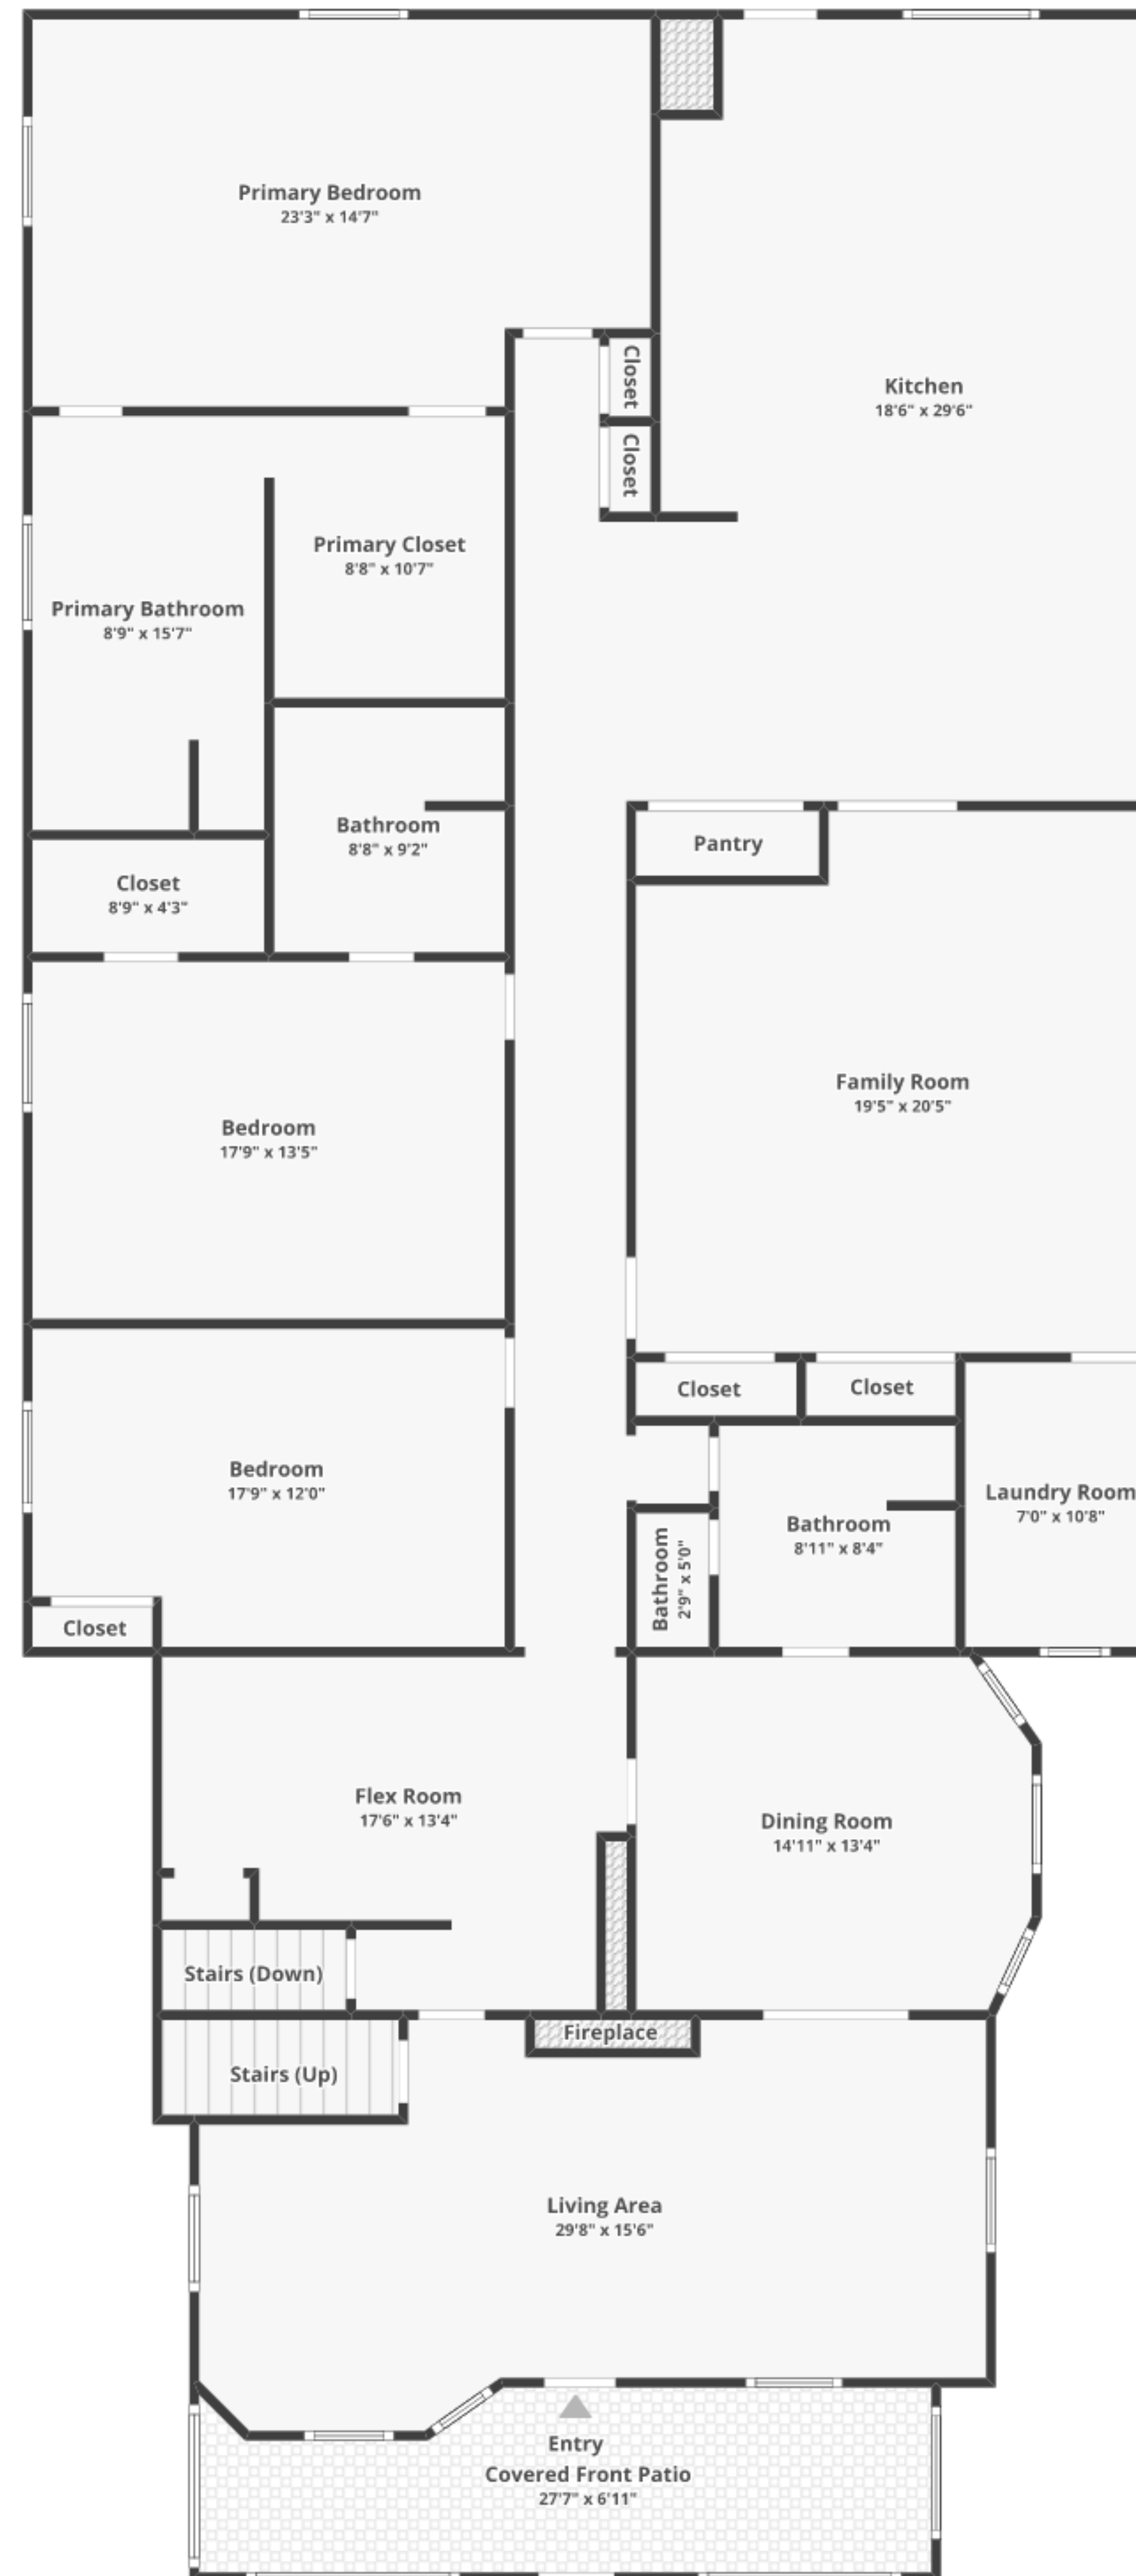 Primary Bedroom
23'3" x 14'7"
Closet
Kitchen
18'6" x 29'6"
Closet
Primary Closet
8'8" x 10'7"
Primary Bathroom
8'9" x 15'7"
Bathroom
8'8" x 9'2"
Pantry
Closet
8'9" x 4'3"
Family Room
19'5" x 20'5"
Bedroom
17'9" x 13'5"
Closet
Closet
Bedroom
17'9" x 12'0"
Laundry Room
7'0" x 10'8"
Bathroom
8'11" x 8'4"
Bathroom
2'9" x 5'0"
Closet
Flex Room
17'6" x 13'4"
Dining Room
14'11" x 13'4"
Stairs (Down)
Fireplace
Stairs (Up)
Living Area
29'8" x 15'6"
Entry
Covered Front Patio
27'7" x 6'11"